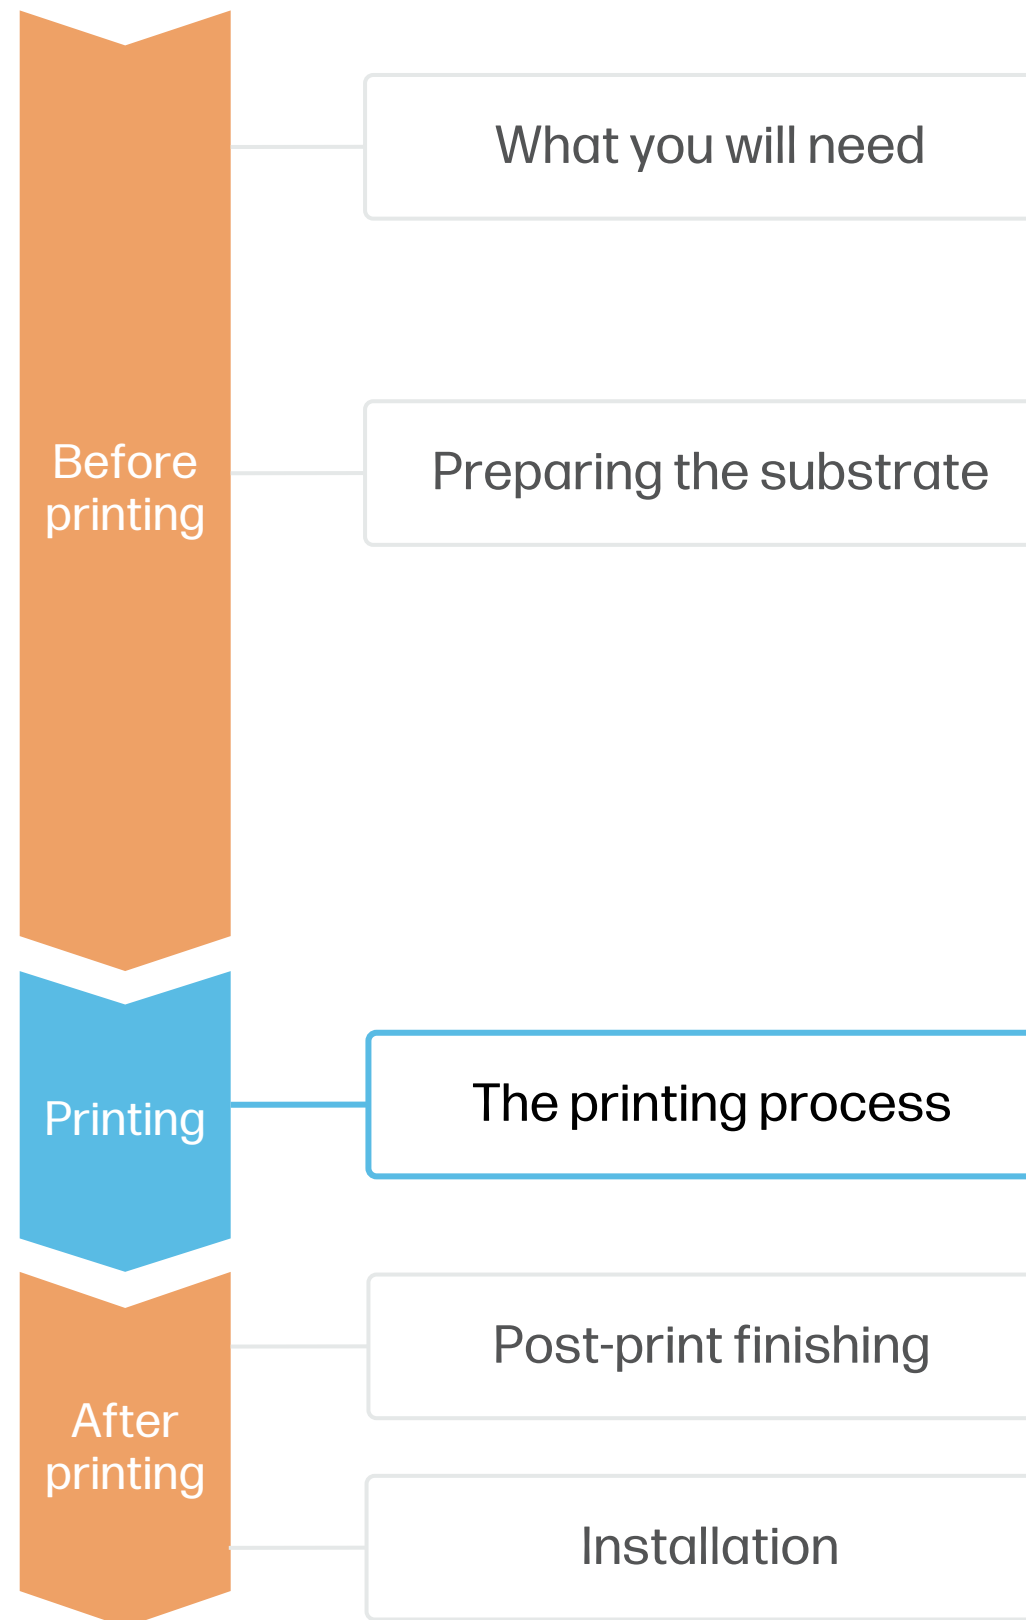 What you will need
Before
printing
Preparing the substrate
Printing
The printing process
After
printing
Post-print finishing
Installation